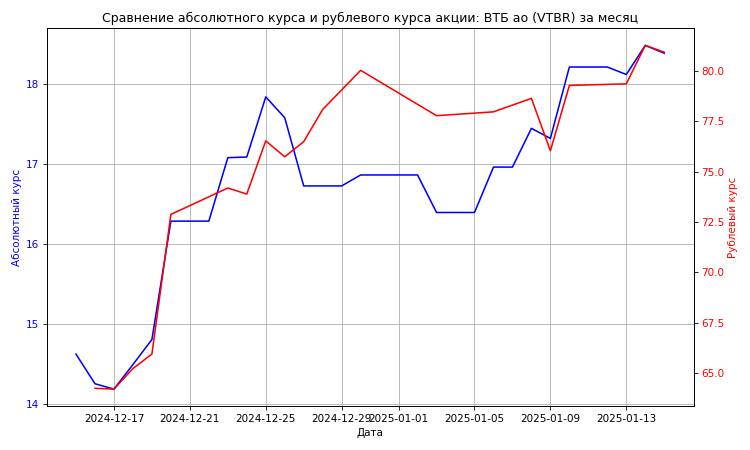 Сравнение абсолютного курса и рублевого курса акции: ВТБ ао (VTBR) за месяц
18
17
16
15
14
Абсолютный курс
80.0
77.5
75.0
72.5
70.0
67.5
65.0
Рублевый курс
2024-12-17 2024-12-21 2024-12-25 2024-12-29 2025-01-01 2025-01-05 2025-01-09 2025-01-13
Дата